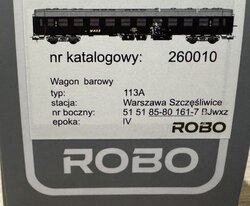 nr katalogowy: 260010
Wagon barowy
typ: 113A
stacja: Warszawa Szczęśliwice
nr boczny: 51 51 85-80 161-7 BJwxz
epoka: IV
ROBO
ROBO